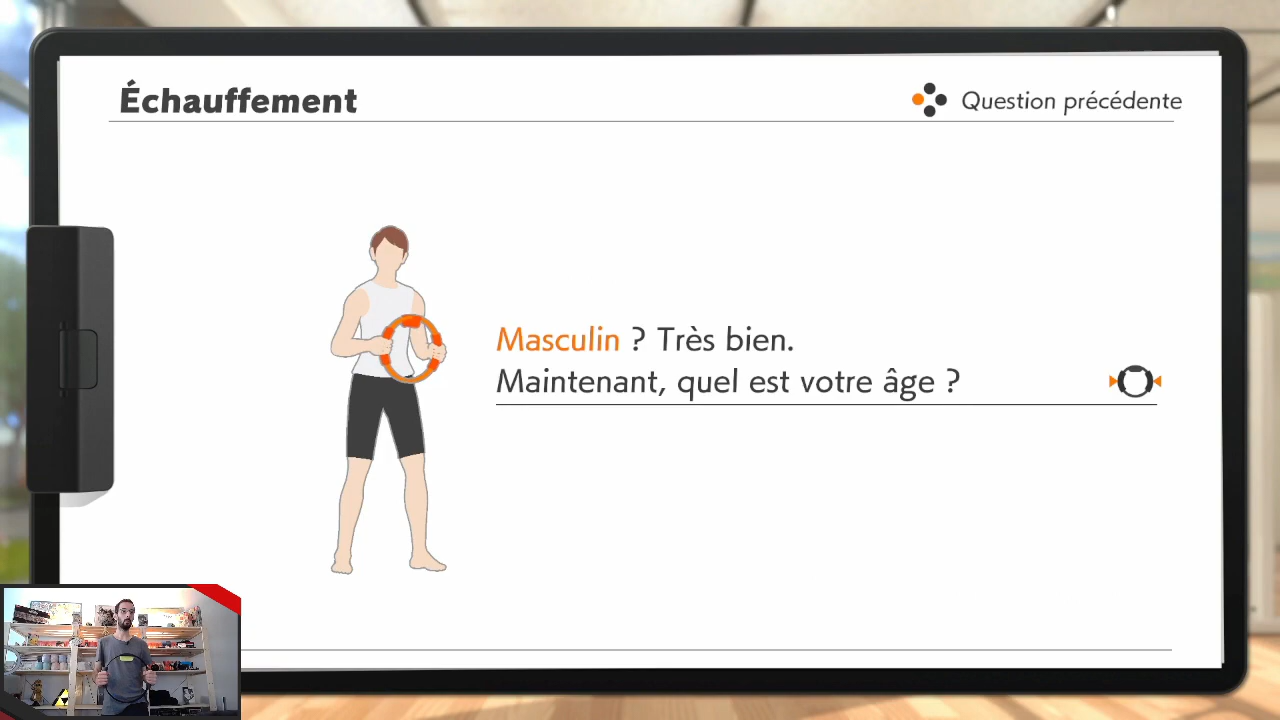 Échauffement
Question précédente
Masculin ? Très bien.
Maintenant, quel est votre âge ?